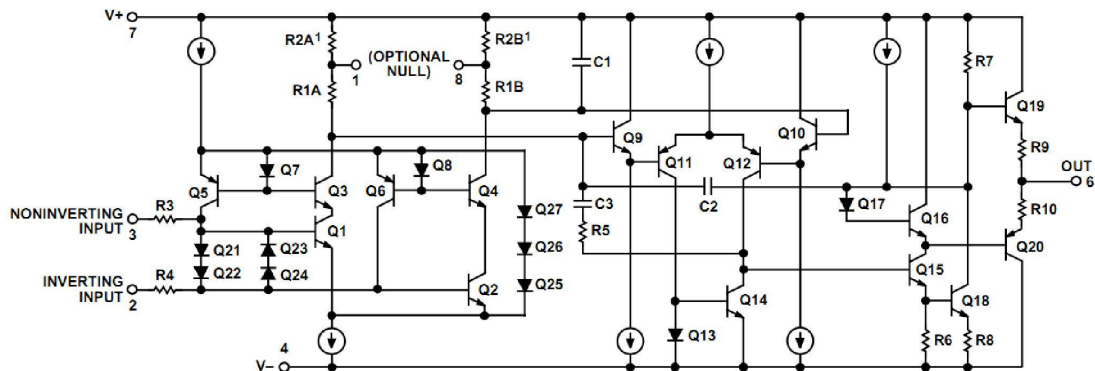 V+
7
R2A¹
R2B¹
(OPTIONAL
NULL)
1
8
R1A
R1B
C1
R7
Q19
Q9
Q10
Q11
Q12
R9
OUT
6
Q5
Q7
Q3
Q6
Q8
Q4
C2
Q17
Q16
R10
NONINVERTING
INPUT
3
R3
Q27
C3
R5
Q20
Q21
Q23
Q1
Q26
Q15
Q22
Q24
INVERTING
INPUT
2
R4
Q2
Q25
Q14
Q18
Q13
R6
R8
V–
4